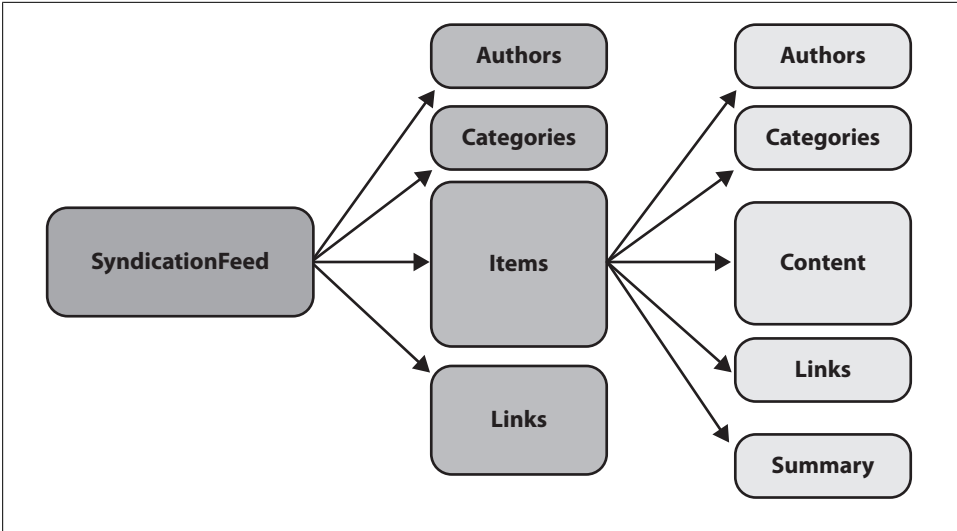 SyndicationFeed
Authors
Categories
Items
Links
Authors
Categories
Content
Links
Summary